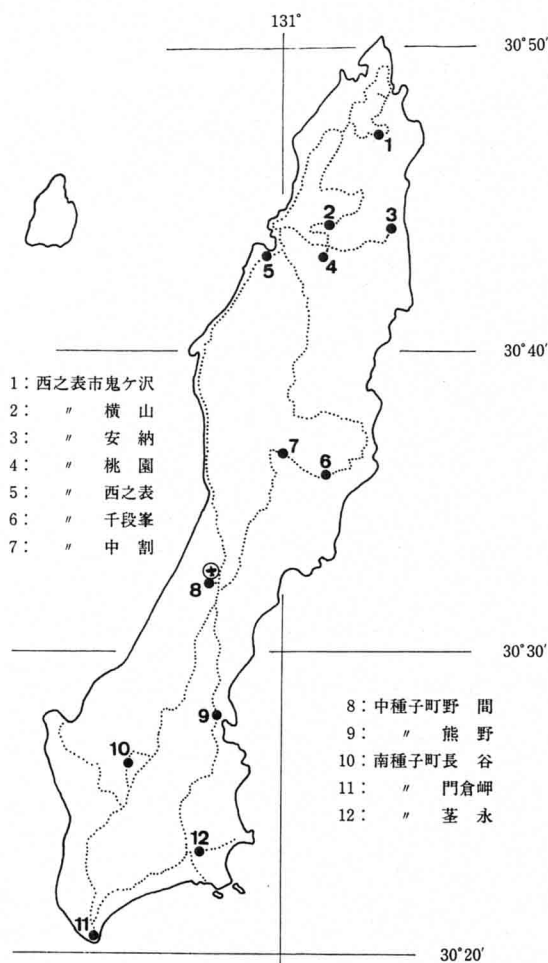 131°
30°50′
1
2
3
4
5
30°40′
1：西之表市鬼ケ沢
2：　〃　横　山
3：　〃　安　納
4：　〃　桃　園
5：　〃　西之表
6：　〃　千段峯
7：　〃　中　割
7
6
8
30°30′
8：中種子町野　間
9：　〃　熊　野
10：南種子町長　谷
11：　〃　門倉岬
12：　〃　茎　永
9
10
12
11
30°20′